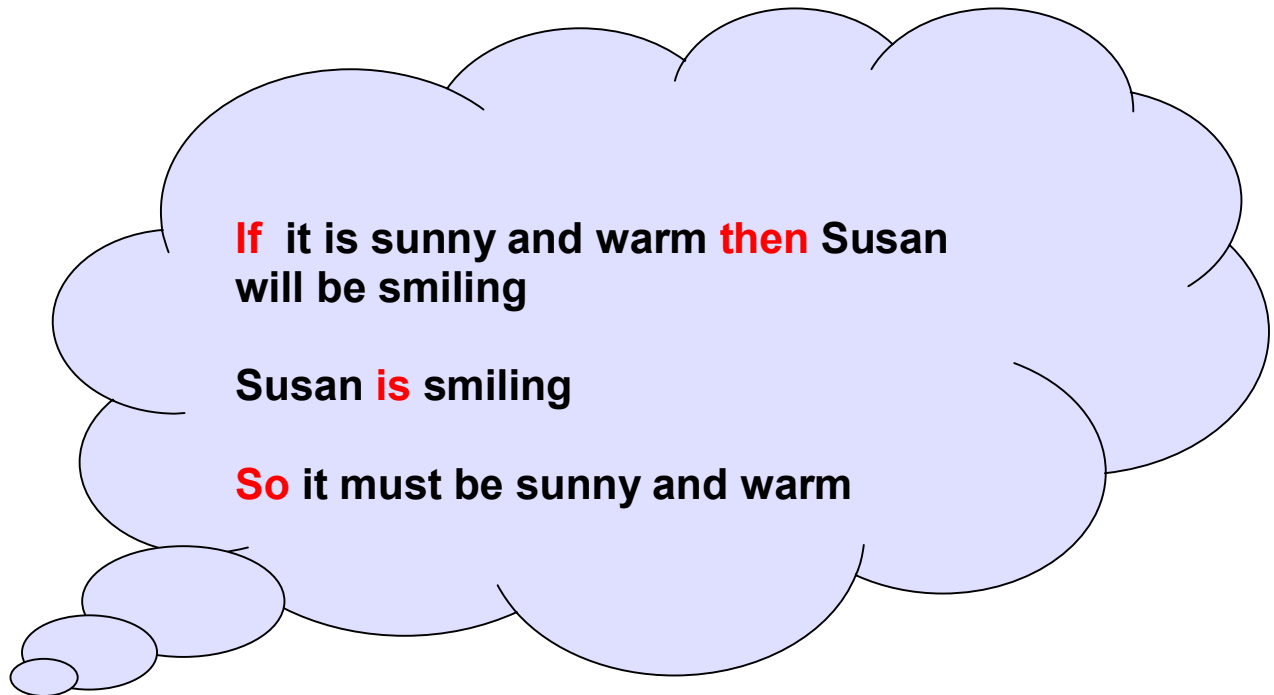 If it is sunny and warm then Susan
will be smiling
Susan is smiling
So it must be sunny and warm